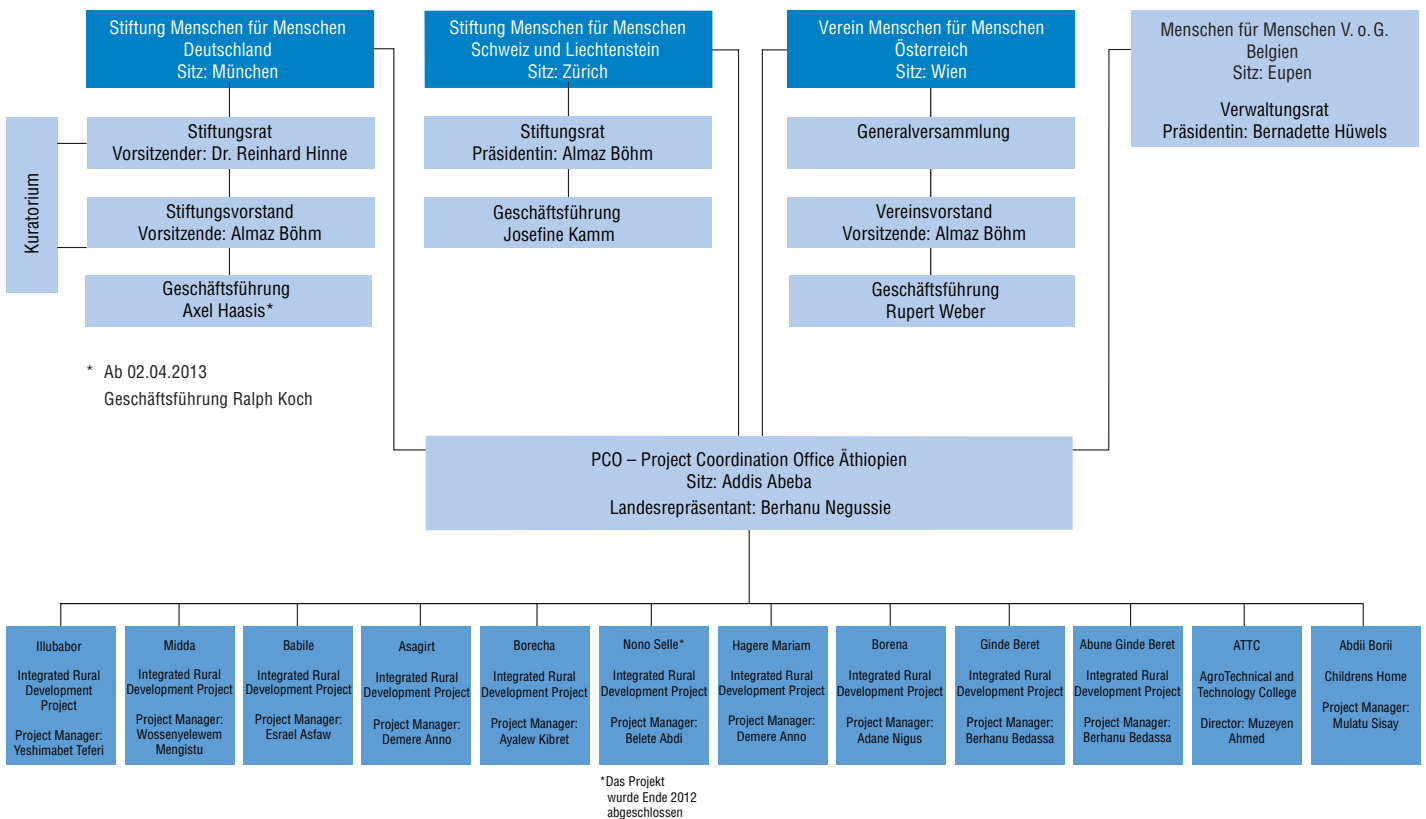 Stiftung Menschen für Menschen
Deutschland
Sitz: München
Stiftung Menschen für Menschen
Schweiz und Liechtenstein
Sitz: Zürich
Verein Menschen für Menschen
Österreich
Sitz: Wien
Menschen für Menschen V. o. G.
Belgien
Sitz: Eupen
Verwaltungsrat
Präsidentin: Bernadette Hüwels
Kuratorium
Stiftungsrat
Vorsitzender: Dr. Reinhard Hinne
Stiftungsrat
Präsidentin: Almaz Böhm
Generalversammlung
Stiftungsvorstand
Vorsitzende: Almaz Böhm
Geschäftsführung
Josefine Kamm
Vereinsvorstand
Vorsitzende: Almaz Böhm
Geschäftsführung
Axel Haasis*
Geschäftsführung
Rupert Weber
* Ab 02.04.2013
Geschäftsführung Ralph Koch
PCO – Project Coordination Office Äthiopien
Sitz: Addis Abeba
Landesrepräsentant: Berhanu Negussie
Illubabor
Integrated Rural
Development
Project
Project Manager:
Yeshimabet Teferi
Midda
Integrated Rural
Development Project
Project Manager:
Wossenyelewem
Mengistu
Babile
Integrated Rural
Development Project
Project Manager:
Esrael Asfaw
Asagirt
Integrated Rural
Development Project
Project Manager:
Demere Anno
Borecha
Integrated Rural
Development Project
Project Manager:
Ayalew Kibret
Nono Selle*
Integrated Rural
Development Project
Project Manager:
Belete Abdi
Hagere Mariam
Integrated Rural
Development Project
Project Manager:
Demere Anno
Borena
Integrated Rural
Development Project
Project Manager:
Adane Nigus
Ginde Beret
Integrated Rural
Development Project
Project Manager:
Berhanu Bedassa
Abune Ginde Beret
Integrated Rural
Development Project
Project Manager:
Berhanu Bedassa
ATTC
AgroTechnical and
Technology College
Director: Muzeyen
Ahmed
Abdii Borii
Childrens Home
Project Manager:
Mulatu Sisay
*Das Projekt
wurde Ende 2012
abgeschlossen